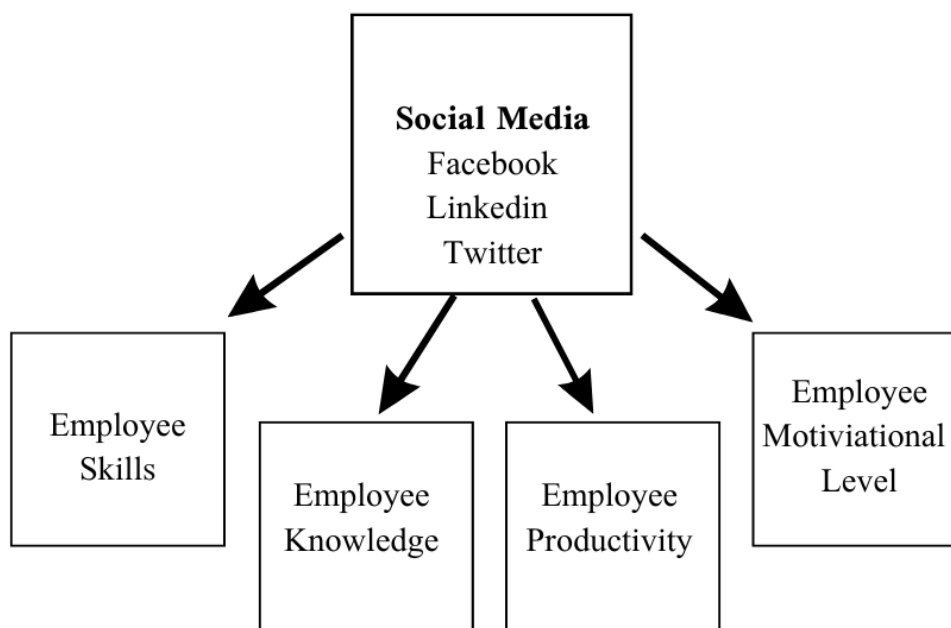 Social Media
Facebook
Linkedin
Twitter
Employee
Skills
Employee
Knowledge
Employee
Productivity
Employee
Motiviational
Level